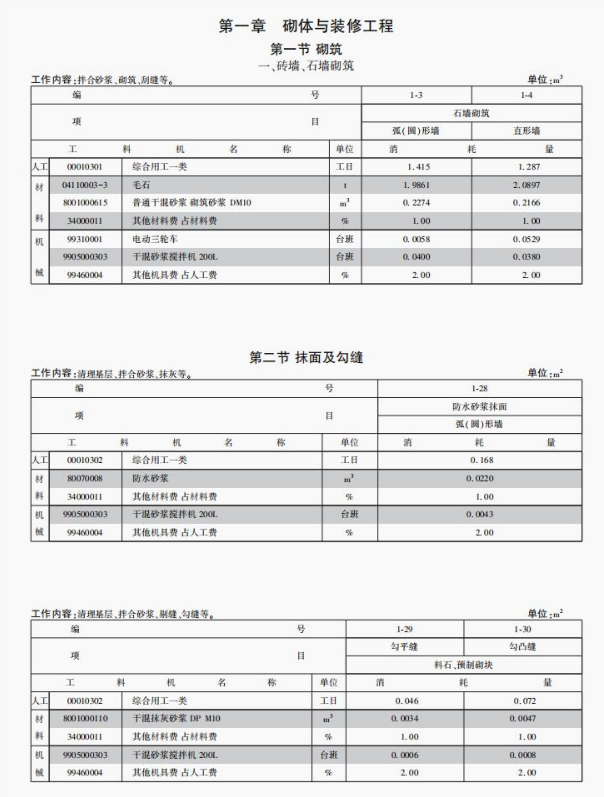 第一章 砌体与装修工程
第一节 砌筑
一、砖墙、石墙砌筑
工作内容:拌合砂浆、砌筑、刮缝等。 单位:m³
编 号 1-3 1-4
项 目 石墙砌筑
弧(圆)形墙 直形墙
工 料 机 名 称 单位 消 耗 量
人工 00010301 综合用工一类 工日 1.415 1.287
材料 04110003-3 毛石 t 1.9861 2.0897
8001000615 普通干混砂浆 砌筑砂浆 DM10 m³ 0.2274 0.2166
34000011 其他材料费 占材料费 % 1.00 1.00
机械 99310001 电动三轮车 台班 0.0058 0.0529
9905000303 干混砂浆搅拌机 200L 台班 0.0400 0.0380
99460004 其他机具费 占人工费 % 2.00 2.00
第二节 抹面及勾缝
工作内容:清理基层、拌合砂浆、抹灰等。 单位:m²
编 号 1-28
项 目 防水砂浆抹面
弧(圆)形墙
工 料 机 名 称 单位 消 耗 量
人工 00010302 综合用工一类 工日 0.168
材料 80070008 防水砂浆 m³ 0.0220
34000011 其他材料费 占材料费 % 1.00
机械 9905000303 干混砂浆搅拌机 200L 台班 0.0043
99460004 其他机具费 占人工费 % 2.00
工作内容:清理基层、拌合砂浆、剔缝、勾缝等。 单位:m²
编 号 1-29 1-30
项 目 勾平缝 勾凸缝
料石、预制砌块
工 料 机 名 称 单位 消 耗 量
人工 00010302 综合用工一类 工日 0.046 0.072
材料 8001000110 干混抹灰砂浆 DP M10 m³ 0.0034 0.0047
34000011 其他材料费 占材料费 % 1.00 1.00
机械 9905000303 干混砂浆搅拌机 200L 台班 0.0006 0.0008
99460004 其他机具费 占人工费 % 2.00 2.00